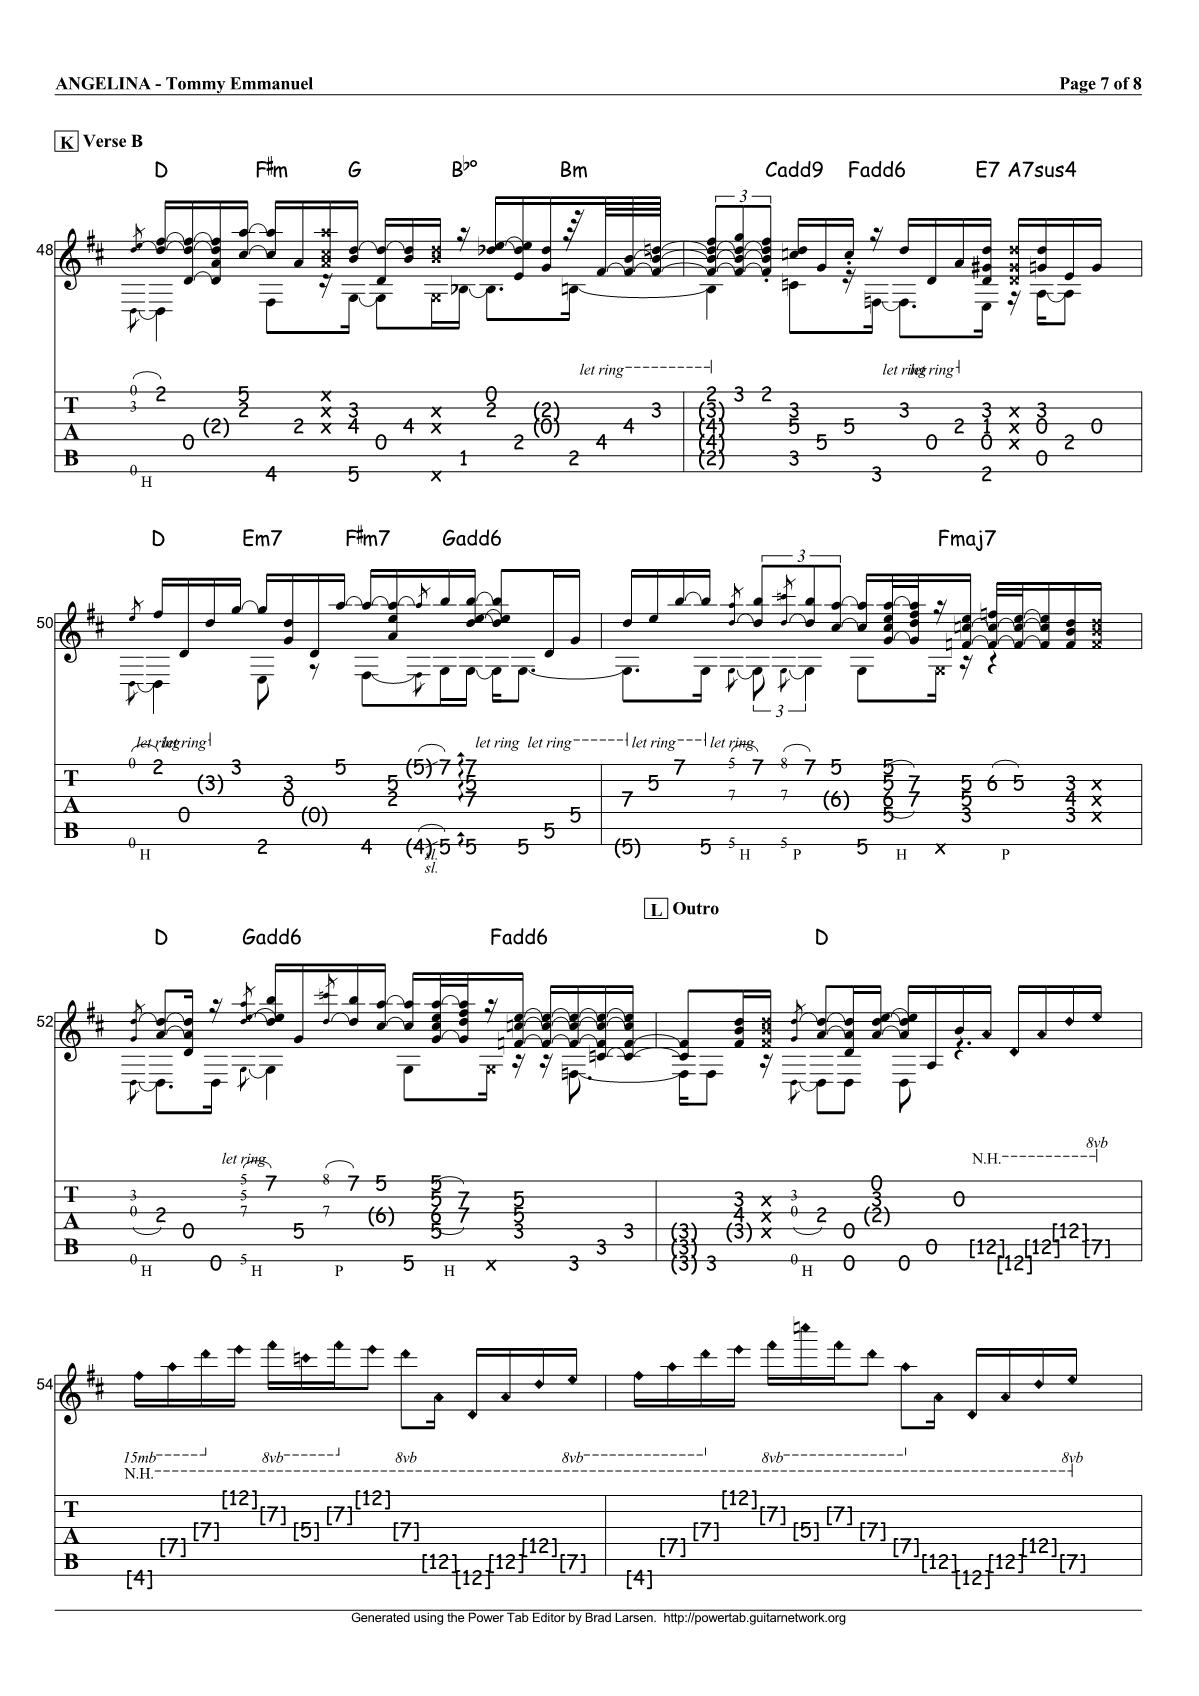 ANGELINA - Tommy Emmanuel Page 7 of 8
K Verse B
D F#m G B♭° Bm Cadd9 Fadd6 E7 A7sus4
3
48
let ring let ring let ring
0 2 5 x 0 2 3 2
3 2 x 3 x 2 (2) 3 (3) 3 3 3 x 3
T
(2) 2 x 4 4 x (0) 4 (4) 5 5 2 1 x 0 0
A
0 0 2 4 (4) 5 0 0 x 2
B
1 2 (2) 3 0
0 4 5 x 3 2
H
D Em7 F#m7 Gadd6 Fmaj7
3
50
3
let ring let ring let ring let ring let ring let ring
0 2 3 5 (5) 7 7 7 5 7 8 7 5 5
T
(3) 3 5 5 5 5 7 5 6 5 3 x
A
0 2 7 7 7 7 (6) 6 7 5 4 x
0 (0) 5 5 3 3 x
B
5
0 2 4 (4) 5 5 5 (5) 5 5 5 5 x
H sl. H P H P
sl.
L Outro
D Gadd6 Fadd6 D
52
8vb
let ring N.H.
5 7 8 7 5 5 0
T
3 5 5 7 5 3 x 3 3 0
A
0 2 7 7 (6) 6 7 5 4 x 0 2 (2)
0 5 5 3 3 (3) (3) x 0 [12]
B
3 (3) 0 [12] [12] [7]
0 0 5 5 x 3 (3) 3 0 0 0 [12]
H H P H H
54
15mb 8vb 8vb 8vb 8vb 8vb
N.H.
[12] [12] [12]
T
[7] [7] [7] [7]
A
[7] [5] [7] [7] [5] [7]
[7] [12] [7] [7] [12]
B
[12] [12] [7] [12] [12] [7]
[4] [12] [4] [12]
Generated using the Power Tab Editor by Brad Larsen. http://powertab.guitarnetwork.org